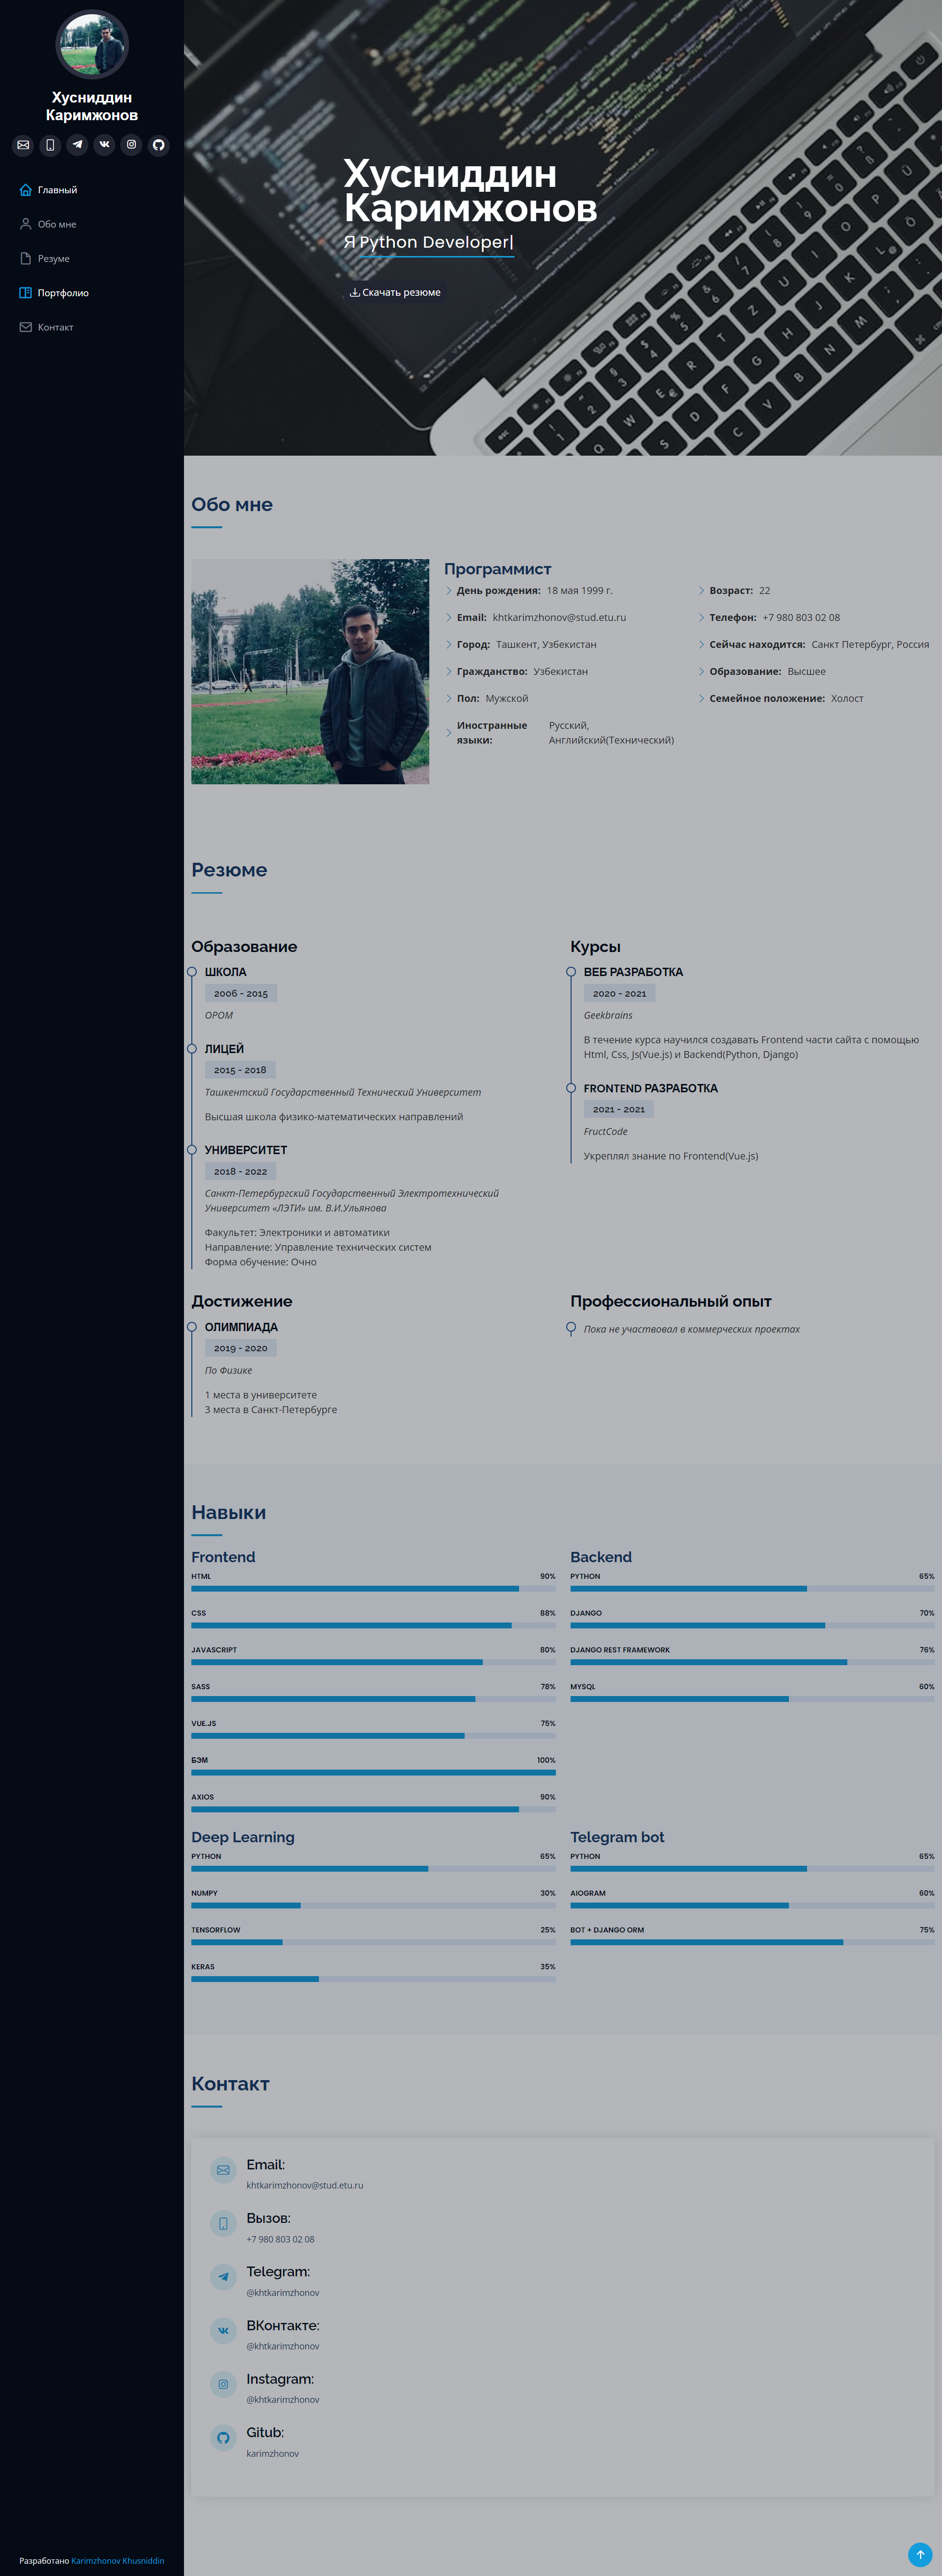 Хусниддин
Каримжонов
Главный
Обо мне
Резуме
Портфолио
Контакт
Хусниддин
Каримжонов
Я Python Developer|
Скачать резюме
Обо мне
Программист
День рождения: 18 мая 1999 г.
Возраст: 22
Email: khtkarimzhonov@stud.etu.ru
Телефон: +7 980 803 02 08
Город: Ташкент, Узбекистан
Сейчас находится: Санкт Петербург, Россия
Гражданство: Узбекистан
Образование: Высшее
Пол: Мужской
Семейное положение: Холост
Иностранные языки: Русский, Английский(Технический)
Резюме
Образование
ШКОЛА
2006 - 2015
ОРОМ
ЛИЦЕЙ
2015 - 2018
Ташкентский Государственный Технический Университет
Высшая школа физико-математических направлений
УНИВЕРСИТЕТ
2018 - 2022
Санкт-Петербургский Государственный Электротехнический
Университет «ЛЭТИ» им. В.И.Ульянова
Факультет: Электроники и автоматики
Направление: Управление технических систем
Форма обучение: Очно
Курсы
ВЕБ РАЗРАБОТКА
2020 - 2021
Geekbrains
В течение курса научился создавать Frontend части сайта с помощью
Html, Css, Js(Vue.js) и Backend(Python, Django)
FRONTEND РАЗРАБОТКА
2021 - 2021
FructCode
Укреплял знание по Frontend(Vue.js)
Достижение
ОЛИМПИАДА
2019 - 2020
По Физике
1 места в университете
3 места в Санкт-Петербурге
Профессиональный опыт
Пока не участвовал в коммерческих проектах
Навыки
Frontend
HTML 90%
CSS 88%
JAVASCRIPT 80%
SASS 78%
VUE.JS 75%
БЭМ 100%
AXIOS 90%
Backend
PYTHON 65%
DJANGO 70%
DJANGO REST FRAMEWORK 76%
MYSQL 60%
Deep Learning
PYTHON 65%
NUMPY 30%
TENSORFLOW 25%
KERAS 35%
Telegram bot
PYTHON 65%
AIOGRAM 60%
BOT + DJANGO ORM 75%
Контакт
Email:
khtkarimzhonov@stud.etu.ru
Вызов:
+7 980 803 02 08
Telegram:
@khtkarimzhonov
ВКонтакте:
@khtkarimzhonov
Instagram:
@khtkarimzhonov
Gitub:
karimzhonov
Разработано Karimzhonov Khusniddin